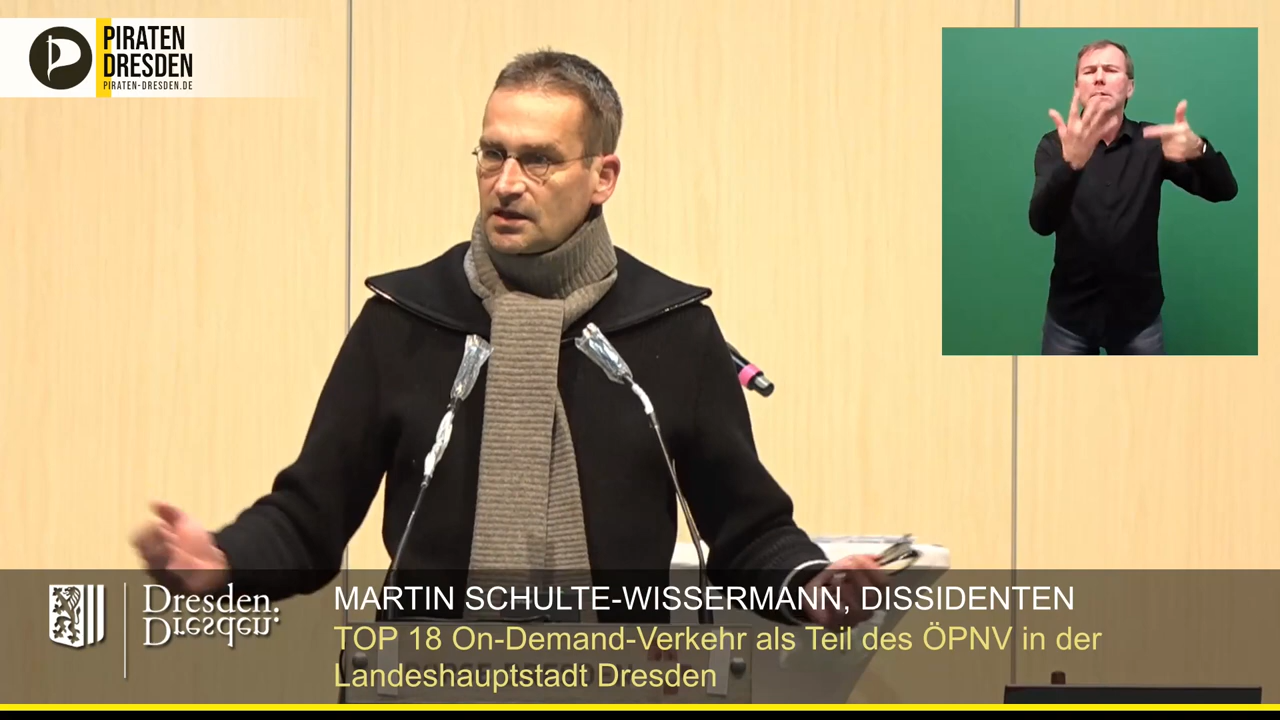 PIRATEN
DRESDEN
PIRATEN-DRESDEN.DE
Dresden.
Dresden.
MARTIN SCHULTE-WISSERMANN, DISSIDENTEN
TOP 18 On-Demand-Verkehr als Teil des ÖPNV in der
Landeshauptstadt Dresden